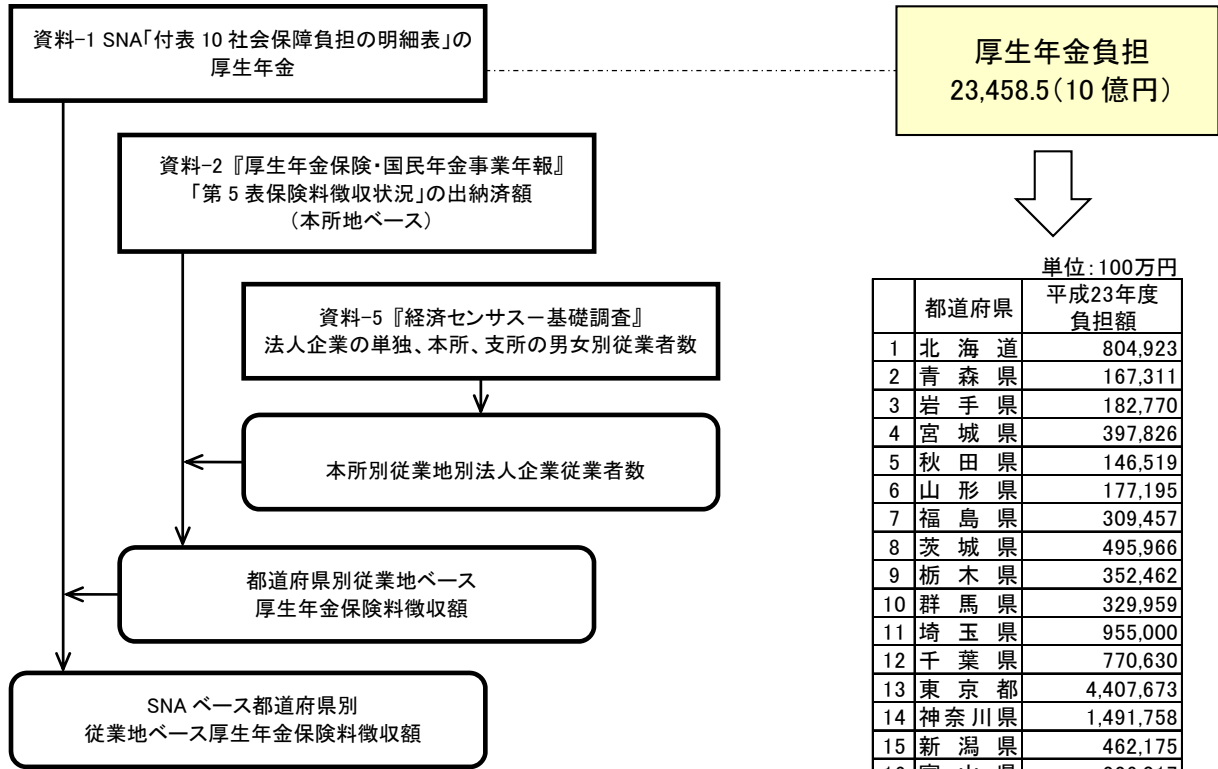 資料-1 SNA「付表 10 社会保障負担の明細表」の
厚生年金
厚生年金負担
23,458.5(10 億円)
資料-2『厚生年金保険・国民年金事業年報』
「第 5 表保険料徴収状況」の出納済額
(本所地ベース)
資料-5『経済センサス－基礎調査』
法人企業の単独、本所、支所の男女別従業者数
本所別従業地別法人企業従業者数
都道府県別従業地ベース
厚生年金保険料徴収額
SNA ベース都道府県別
従業地ベース厚生年金保険料徴収額
単位:100万円
都道府県 平成23年度
負担額
1 北海道 804,923
2 青森県 167,311
3 岩手県 182,770
4 宮城県 397,826
5 秋田県 146,519
6 山形県 177,195
7 福島県 309,457
8 茨城県 495,966
9 栃木県 352,462
10 群馬県 329,959
11 埼玉県 955,000
12 千葉県 770,630
13 東京都 4,407,673
14 神奈川県 1,491,758
15 新潟県 462,175